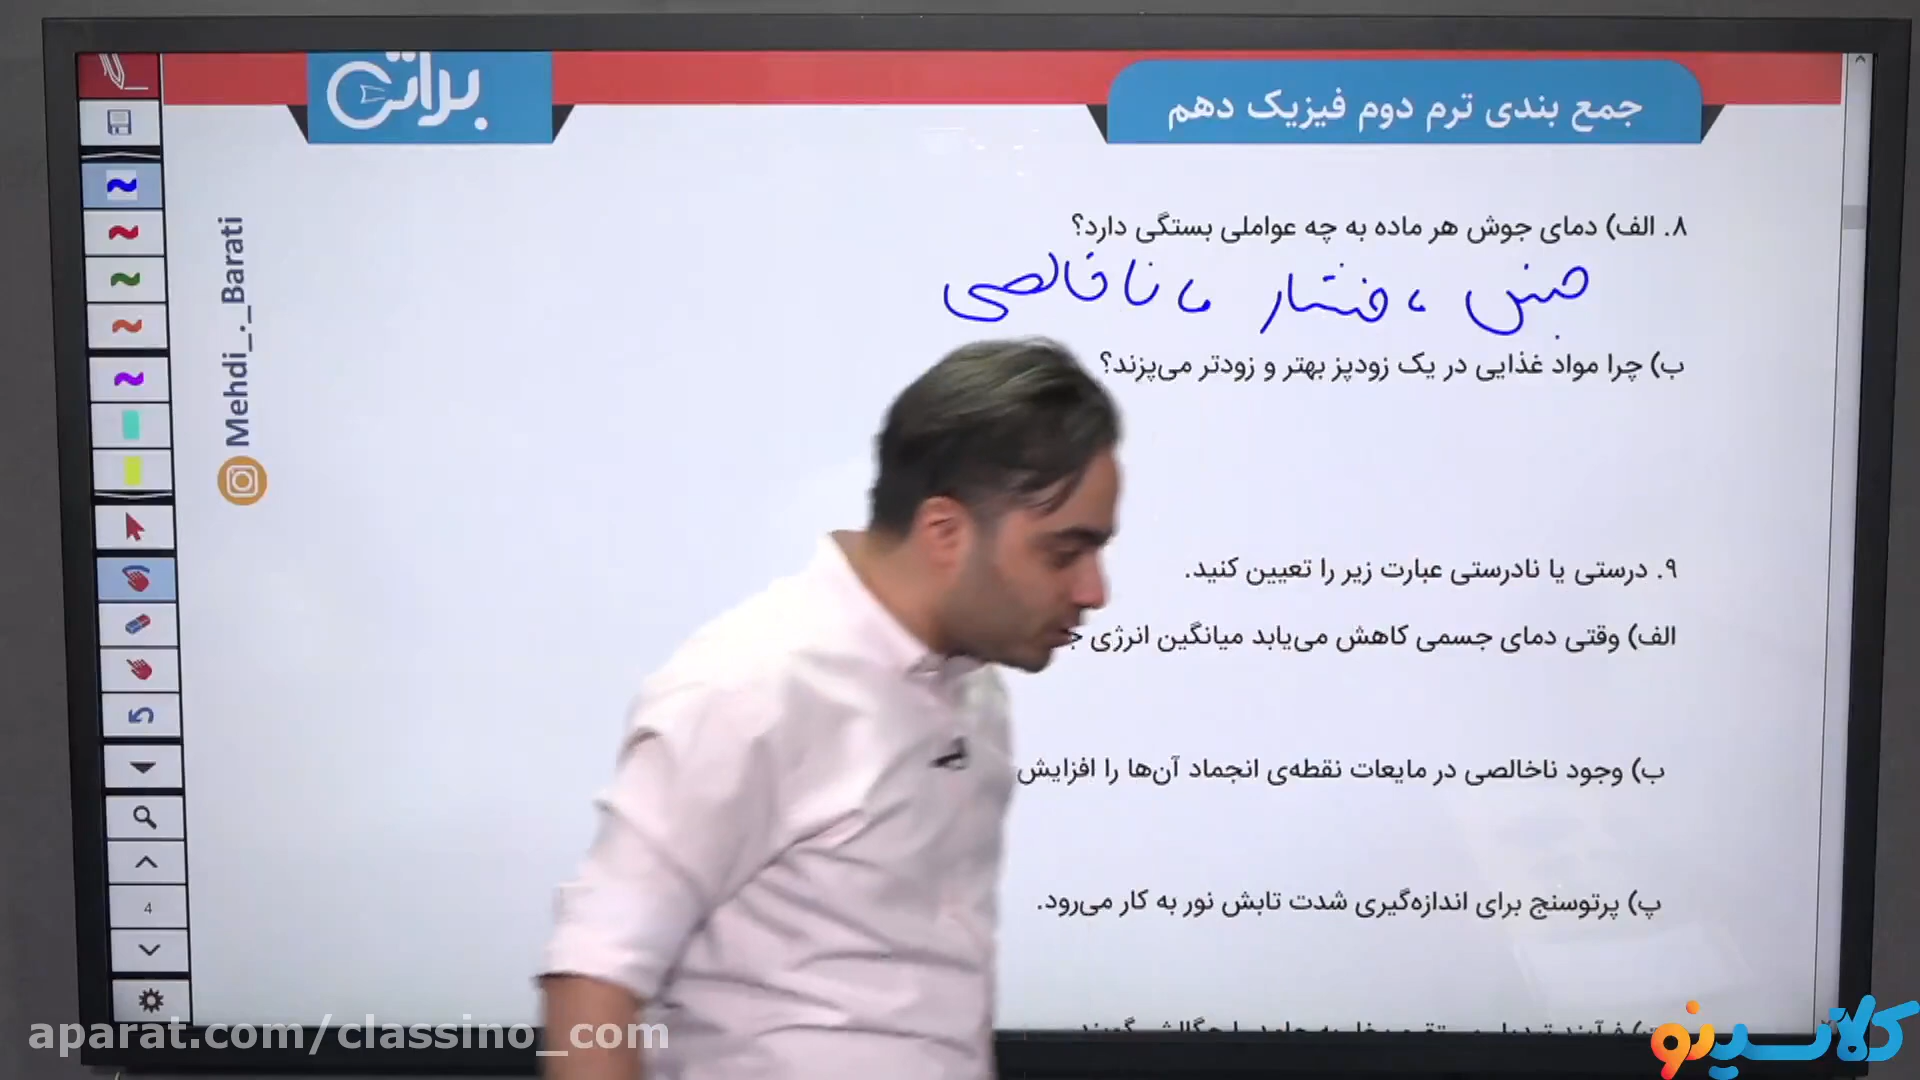 براتی
جمع بندی ترم دوم فیزیک دهم
Mehdi_._Barati
۸. الف) دمای جوش هر ماده به چه عواملی بستگی دارد؟
جنس ، فشار ، ناخالصی
ب) چرا مواد غذایی در یک زودپز بهتر و زودتر می‌پزند؟
۹. درستی یا نادرستی عبارت زیر را تعیین کنید.
الف) وقتی دمای جسمی کاهش می‌یابد میانگین انرژی
ب) وجود ناخالصی در مایعات نقطه‌ی انجماد آن‌ها را افزایش
پ) پرتوسنج برای اندازه‌گیری شدت تابش نور به کار می‌رود.
4
aparat.com/classino_com
کلاسینو